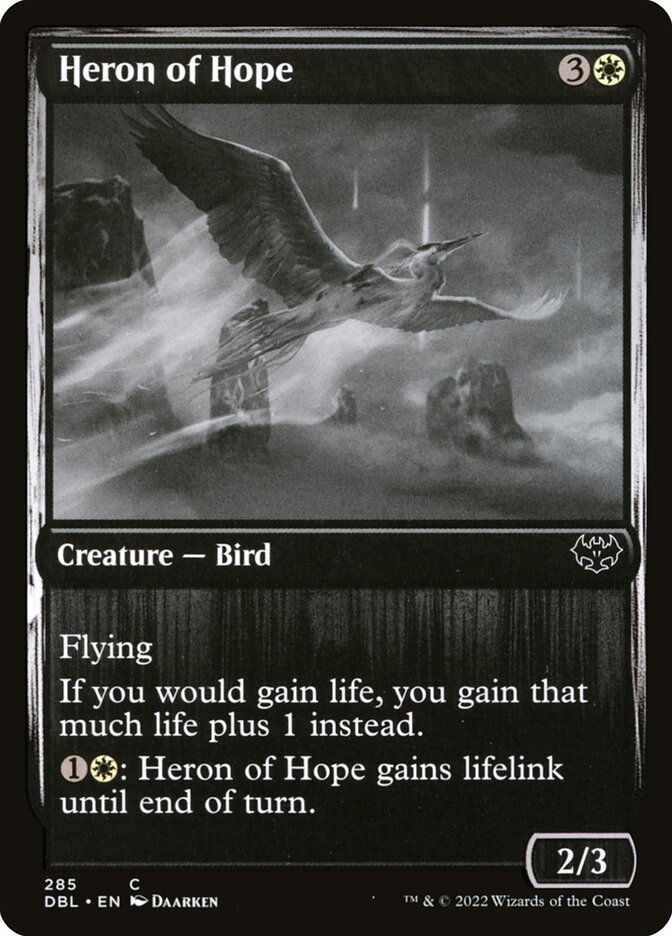 Heron of Hope 3
Creature — Bird
Flying
If you would gain life, you gain that
much life plus 1 instead.
1 : Heron of Hope gains lifelink
until end of turn.
2/3
285 C
DBL • EN DAARKEN
™ & © 2022 Wizards of the Coast